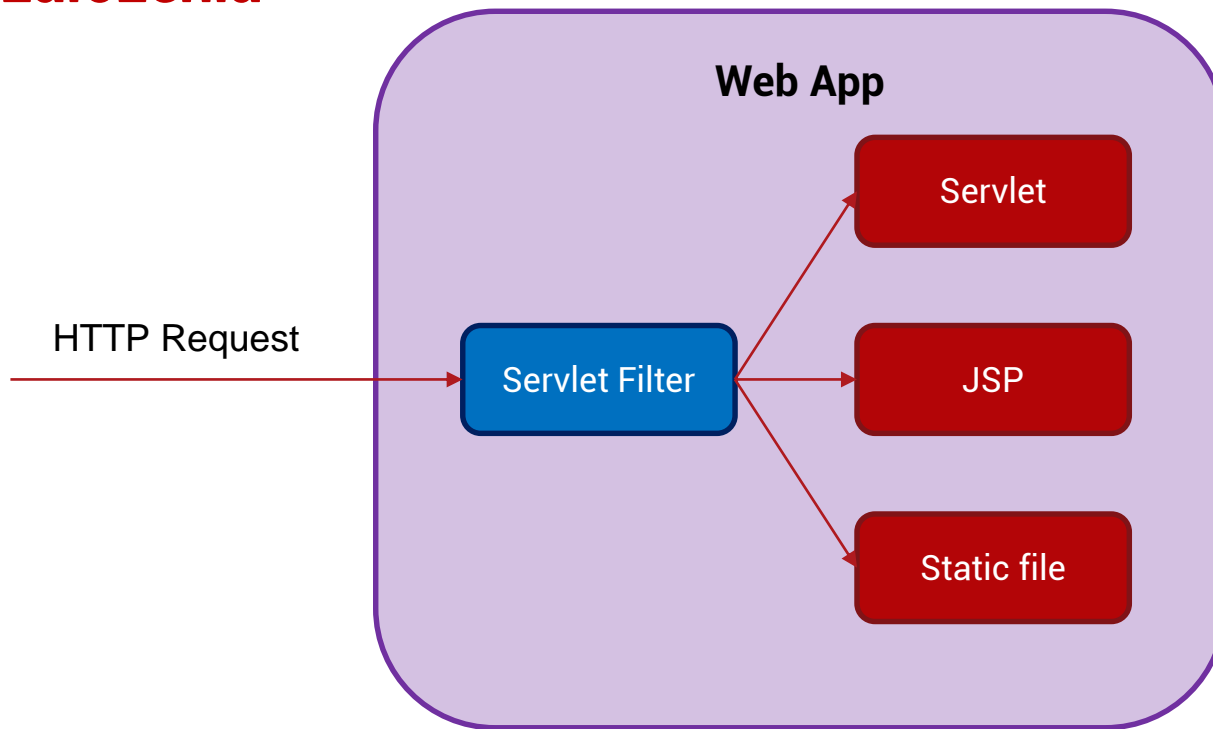 Web App
Servlet
HTTP Request
Servlet Filter
JSP
Static file